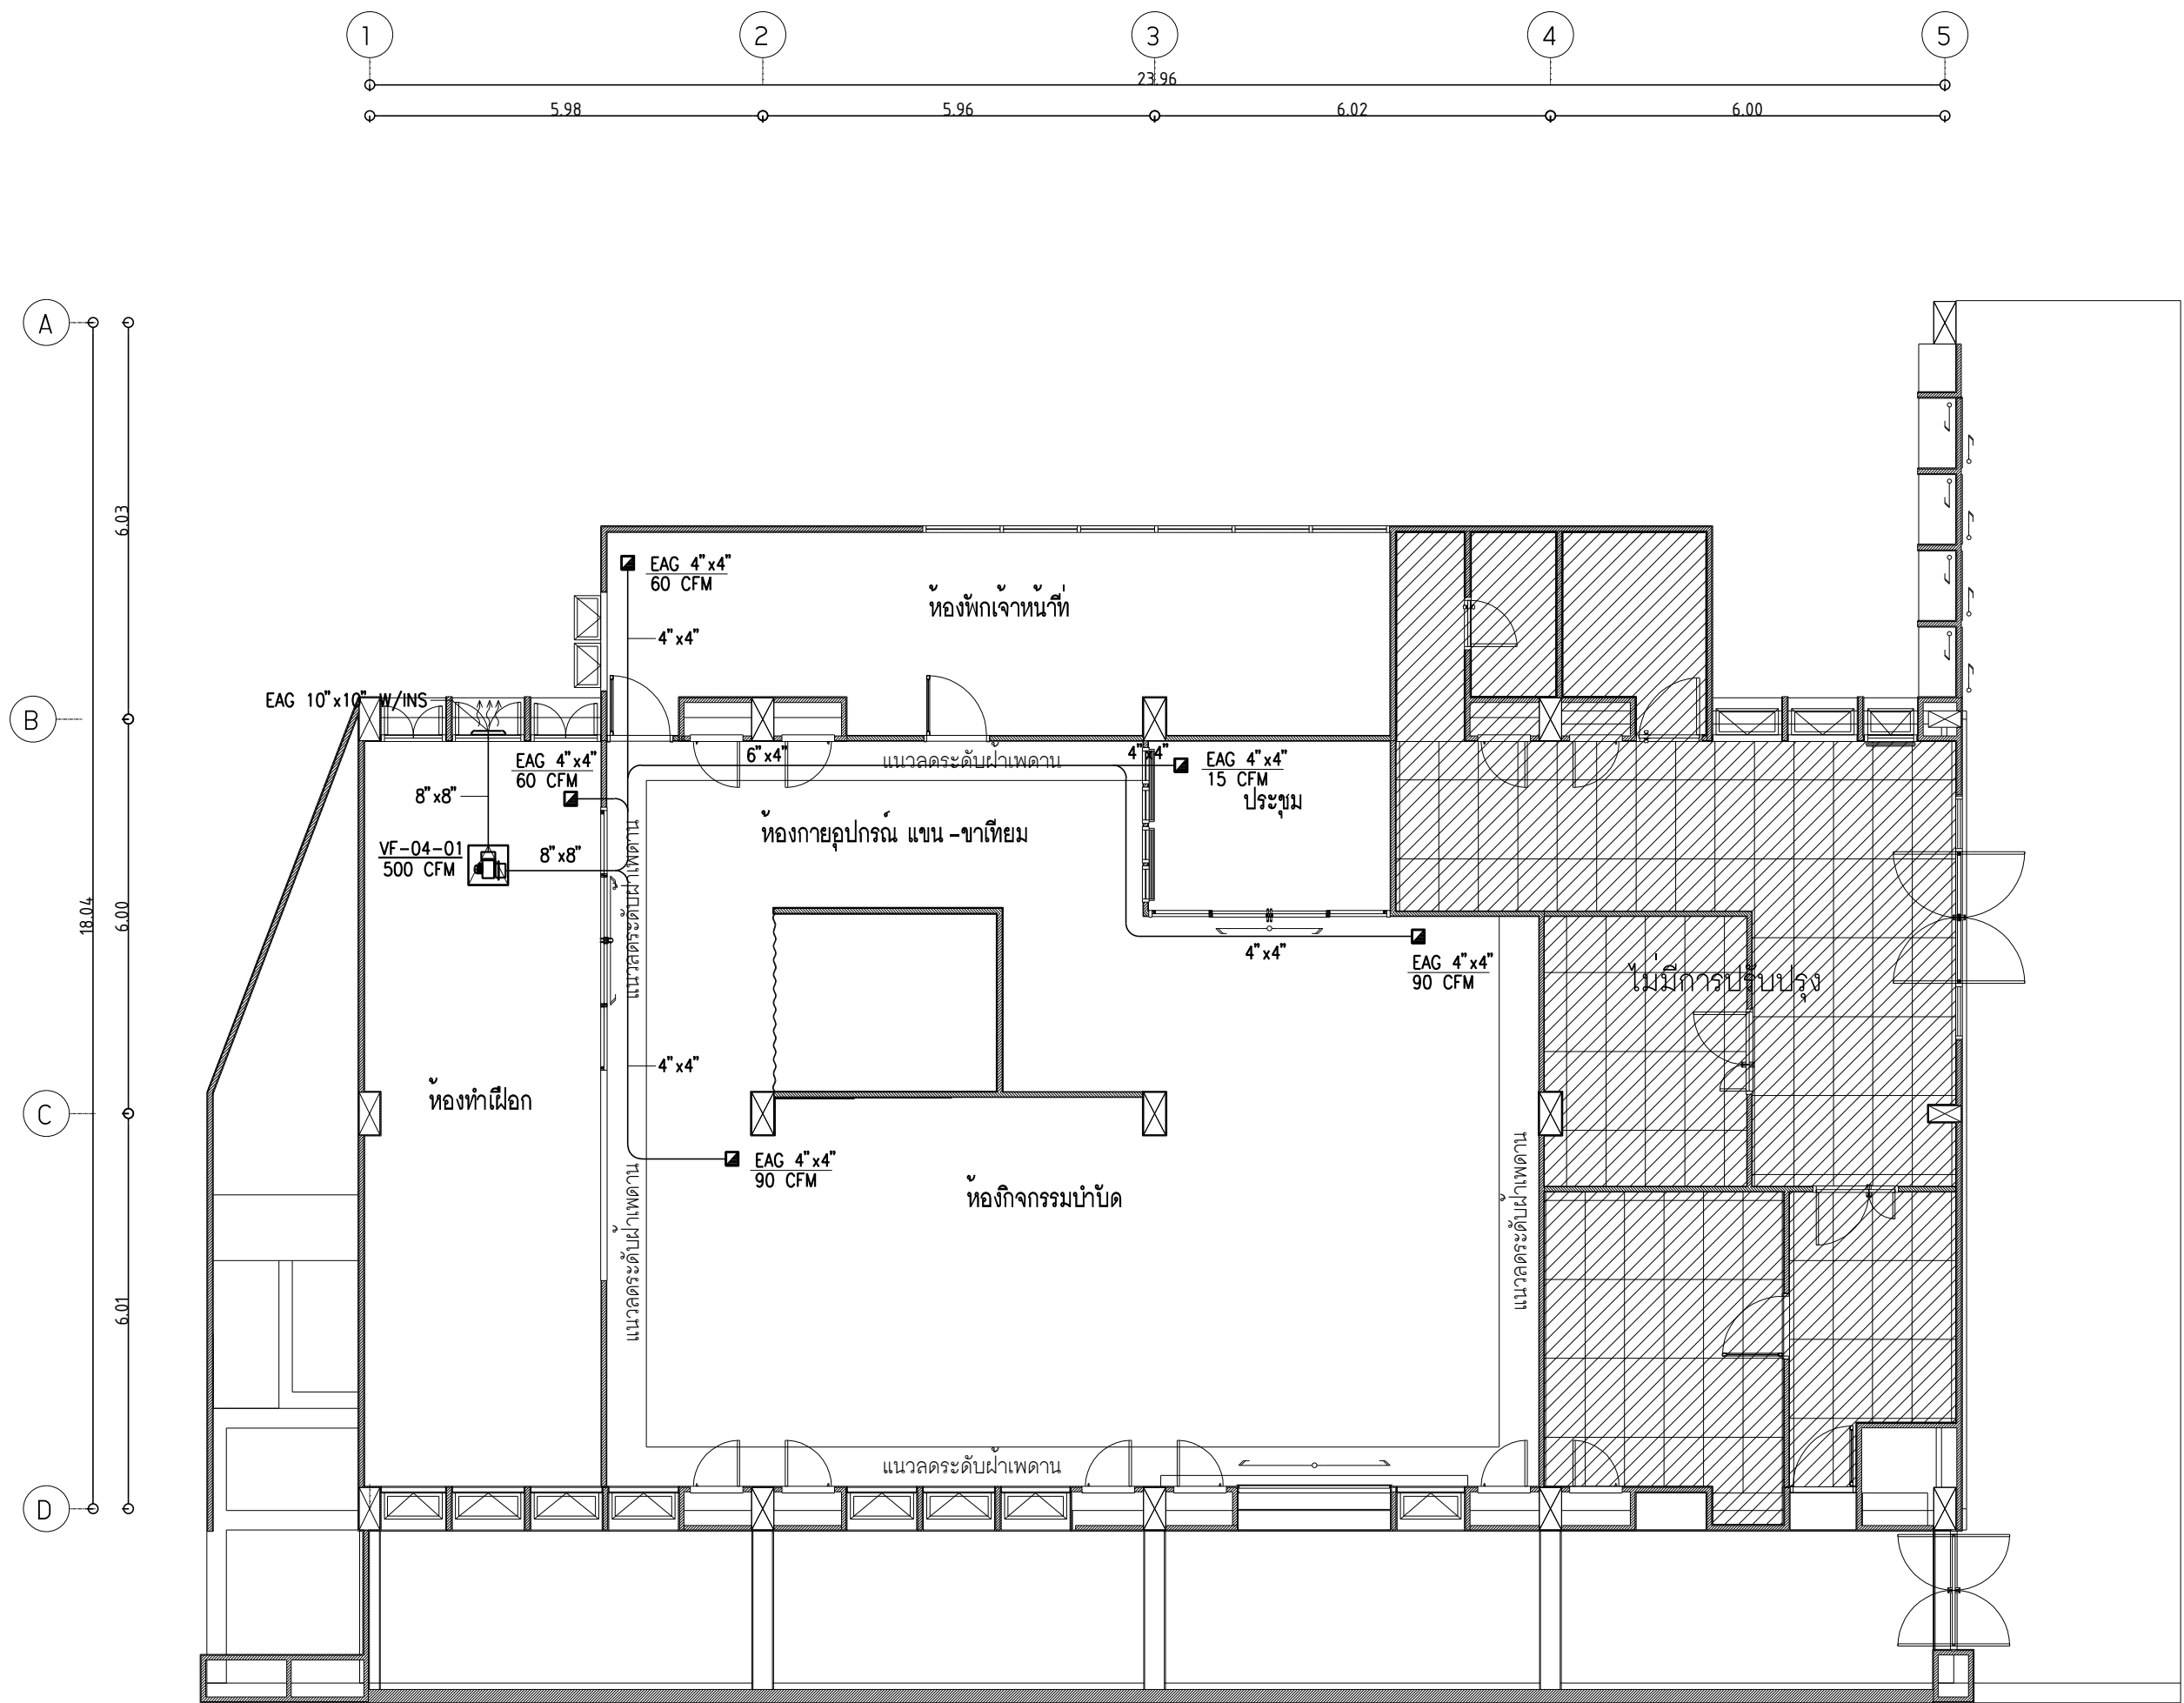 1
2
3
4
5
23.96
5.98
5.96
6.02
6.00
A
6.03
EAG 4"x4"
60 CFM
ห้องพักเจ้าหน้าที่
4"x4"
EAG 10"x10" W/INS
B
6"x4"
4"x4"
แนวลดระดับฝ้าเพดาน
EAG 4"x4"
60 CFM
EAG 4"x4"
15 CFM
ประชุม
8"x8"
ห้องกายอุปกรณ์ แขน-ขาเทียม
VF-04-01
500 CFM
8"x8"
แนวลดระดับฝ้าเพดาน
18.04
6.00
4"x4"
EAG 4"x4"
90 CFM
ไม่มีการปรับปรุง
4"x4"
ห้องทำเฝือก
C
EAG 4"x4"
90 CFM
ห้องกิจกรรมบำบัด
แนวลดระดับฝ้าเพดาน
แนวลดระดับฝ้าเพดาน
6.01
แนวลดระดับฝ้าเพดาน
D